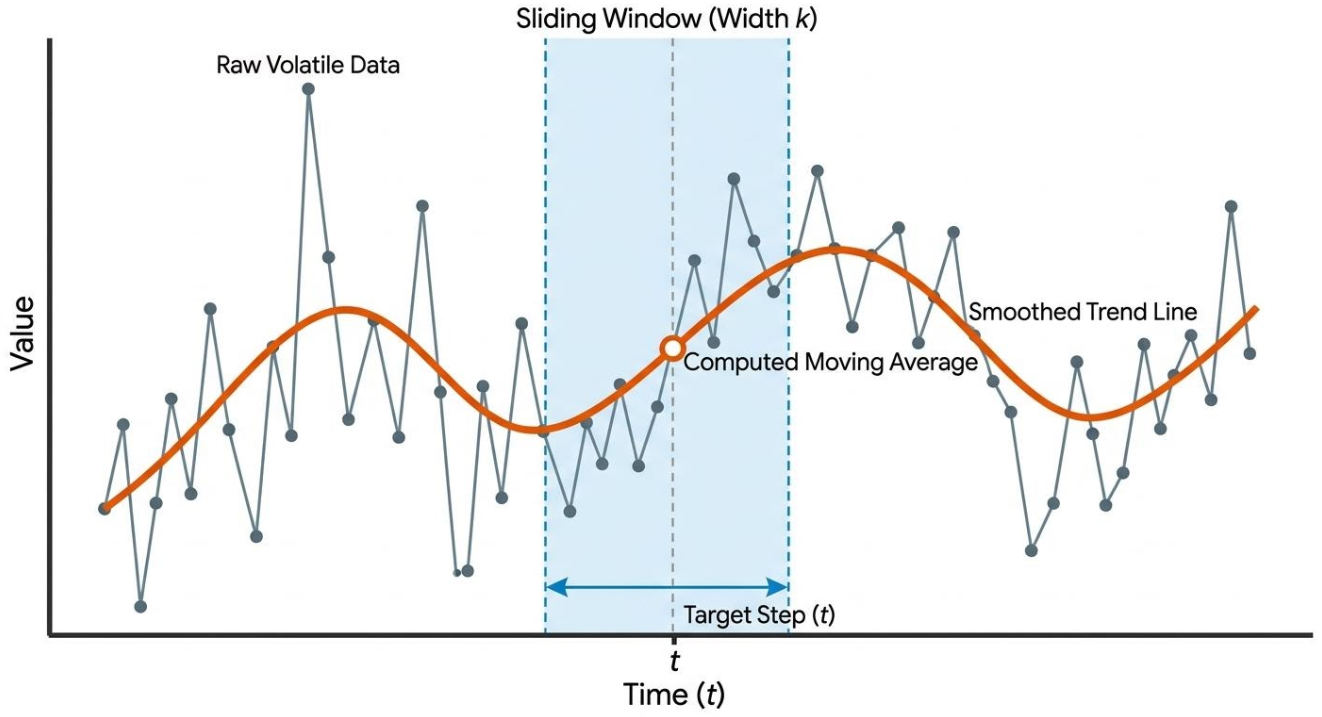 Sliding Window (Width k)
Raw Volatile Data
Value
Smoothed Trend Line
Computed Moving Average
Target Step (t)
t
Time (t)